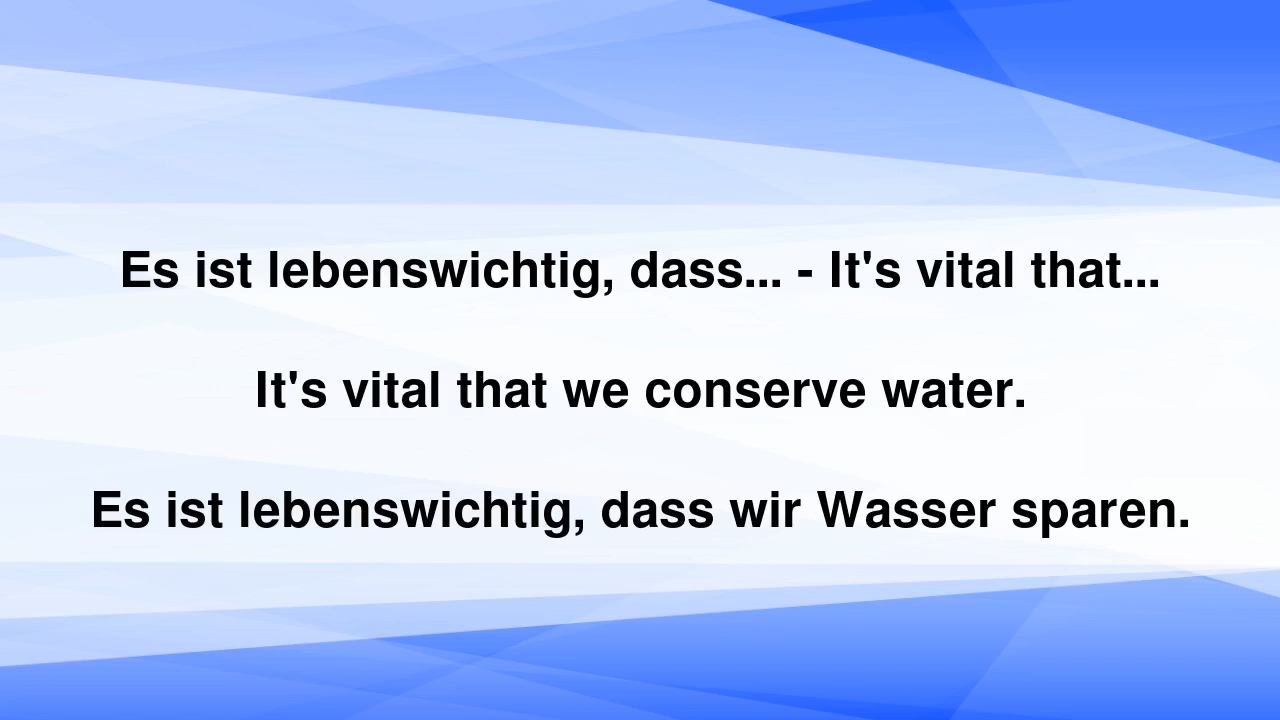 Es ist lebenswichtig, dass... - It's vital that...
It's vital that we conserve water.
Es ist lebenswichtig, dass wir Wasser sparen.